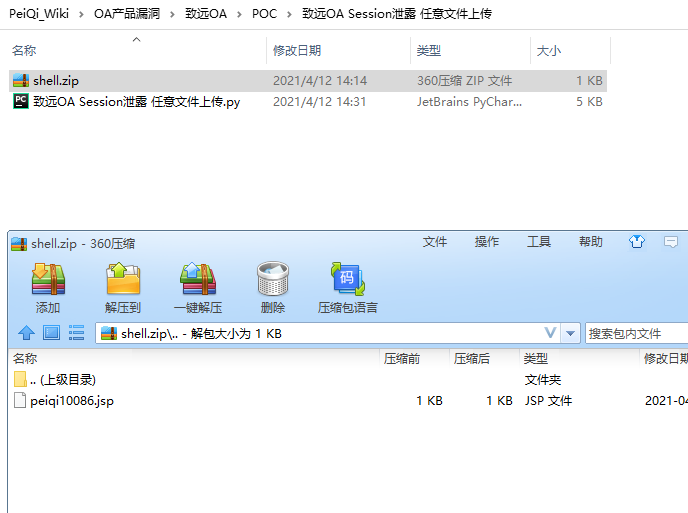 PeiQi_Wiki > OA产品漏洞 > 致远OA > POC > 致远OA Session泄露 任意文件上传
名称 修改日期 类型 大小
shell.zip 2021/4/12 14:14 360压缩 ZIP 文件 1 KB
致远OA Session泄露 任意文件上传.py 2021/4/12 14:31 JetBrains PyChar... 5 KB
shell.zip - 360压缩 文件 操作 工具 帮助
码
添加 解压到 一键解压 删除 压缩包语言
shell.zip\.. - 解包大小为 1 KB 搜索包内文件
名称 压缩前 压缩后 类型 修改日期
.. (上级目录) 文件夹
peiqi10086.jsp 1 KB 1 KB JSP 文件 2021-04